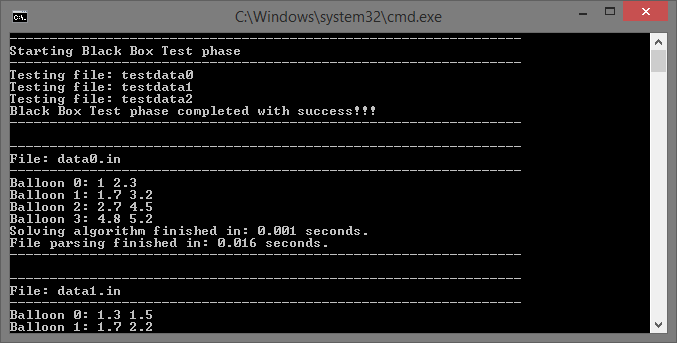 C:\Windows\system32\cmd.exe
----------------------------------------------------------------
Starting Black Box Test phase
----------------------------------------------------------------
Testing file: testdata0
Testing file: testdata1
Testing file: testdata2
Black Box Test phase completed with success!!!
----------------------------------------------------------------
----------------------------------------------------------------
File: data0.in
----------------------------------------------------------------
Balloon 0: 1 2.3
Balloon 1: 1.7 3.2
Balloon 2: 2.7 4.5
Balloon 3: 4.8 5.2
Solving algorithm finished in: 0.001 seconds.
File parsing finished in: 0.016 seconds.
----------------------------------------------------------------
----------------------------------------------------------------
File: data1.in
----------------------------------------------------------------
Balloon 0: 1.3 1.5
Balloon 1: 1.7 2.2